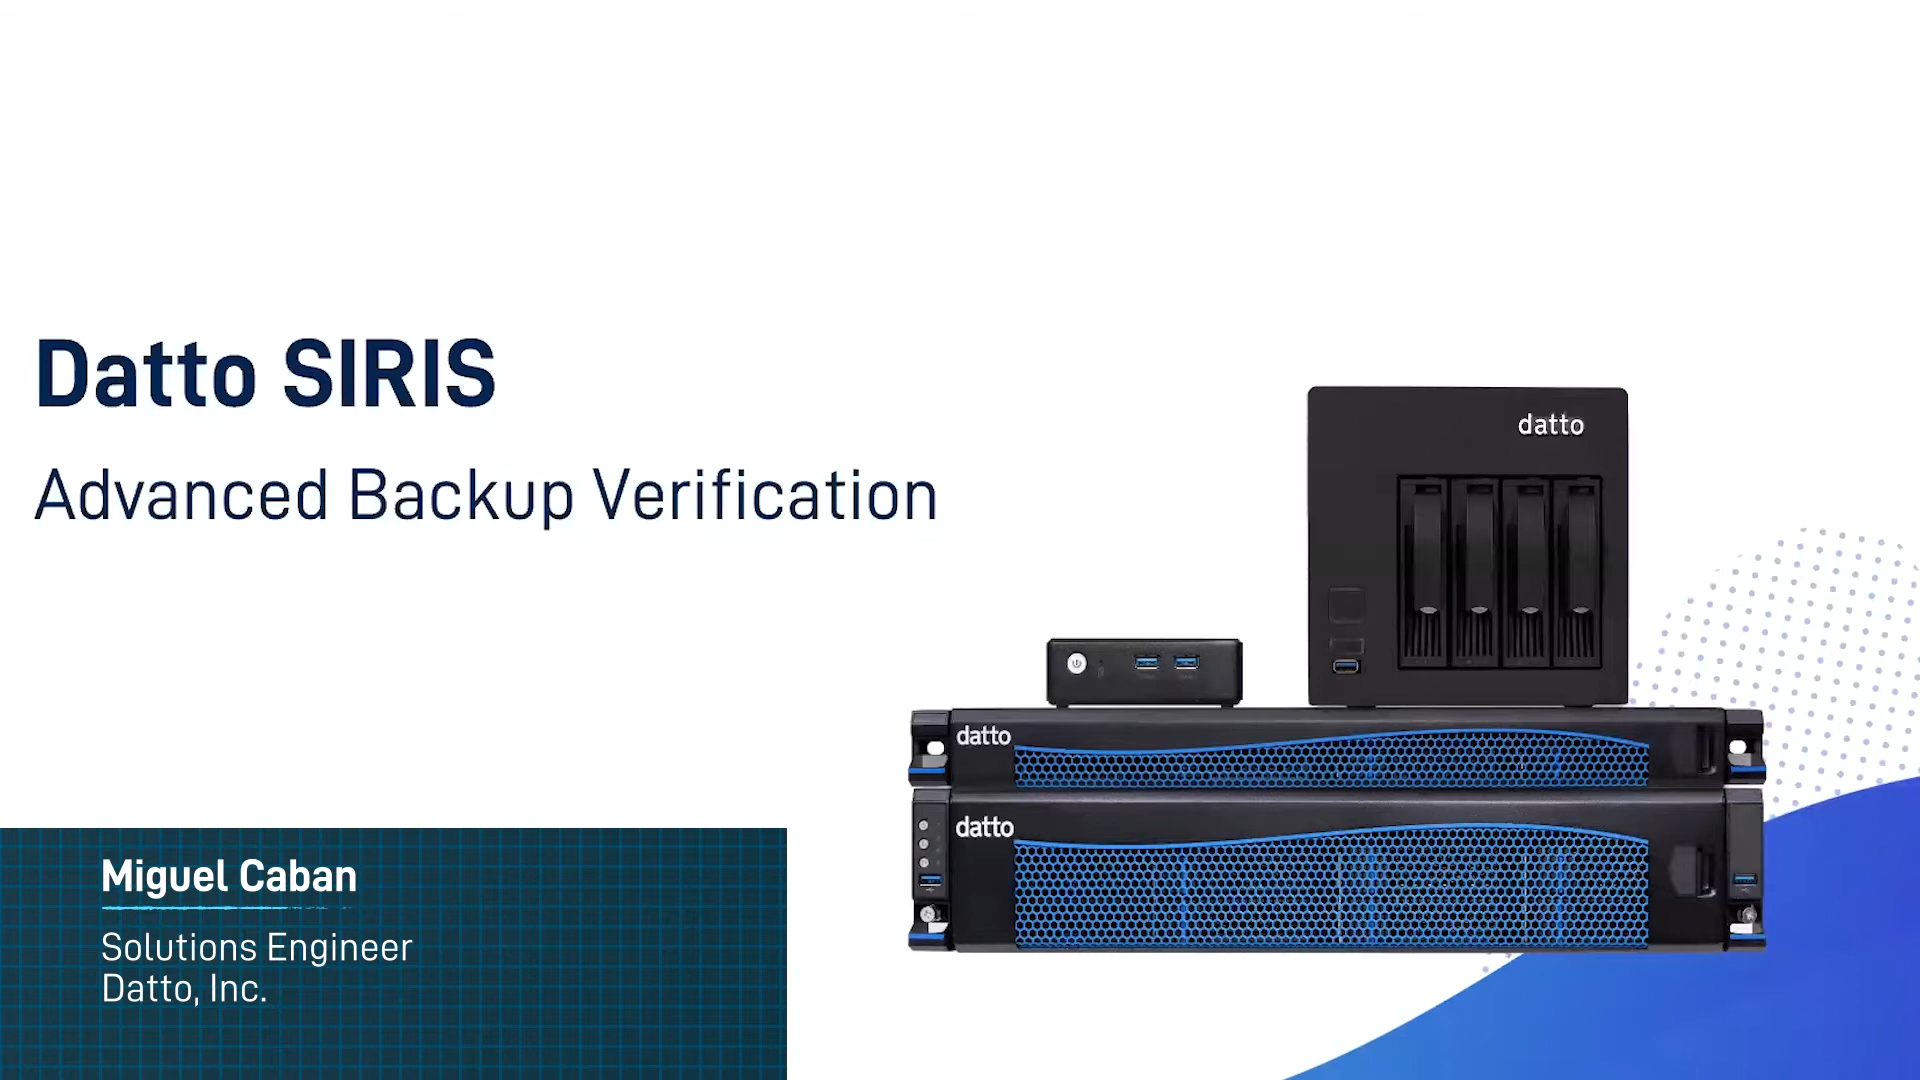 Datto SIRIS
Advanced Backup Verification
datto
datto
datto
Miguel Caban
Solutions Engineer
Datto, Inc.